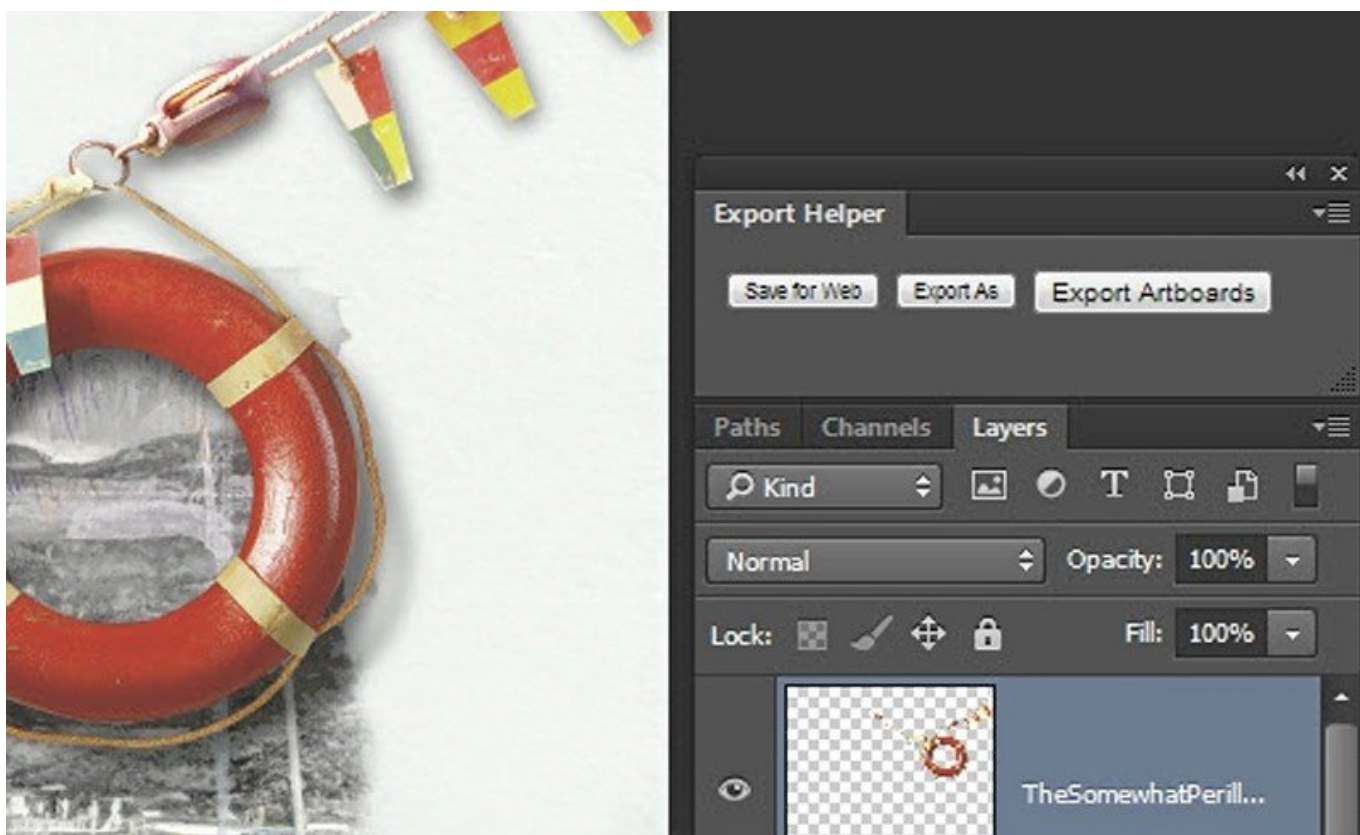 Export Helper
Save for Web Export As Export Artboards
Paths Channels Layers
Kind
Normal Opacity: 100%
Lock: Fill: 100%
TheSomewhatPerill...